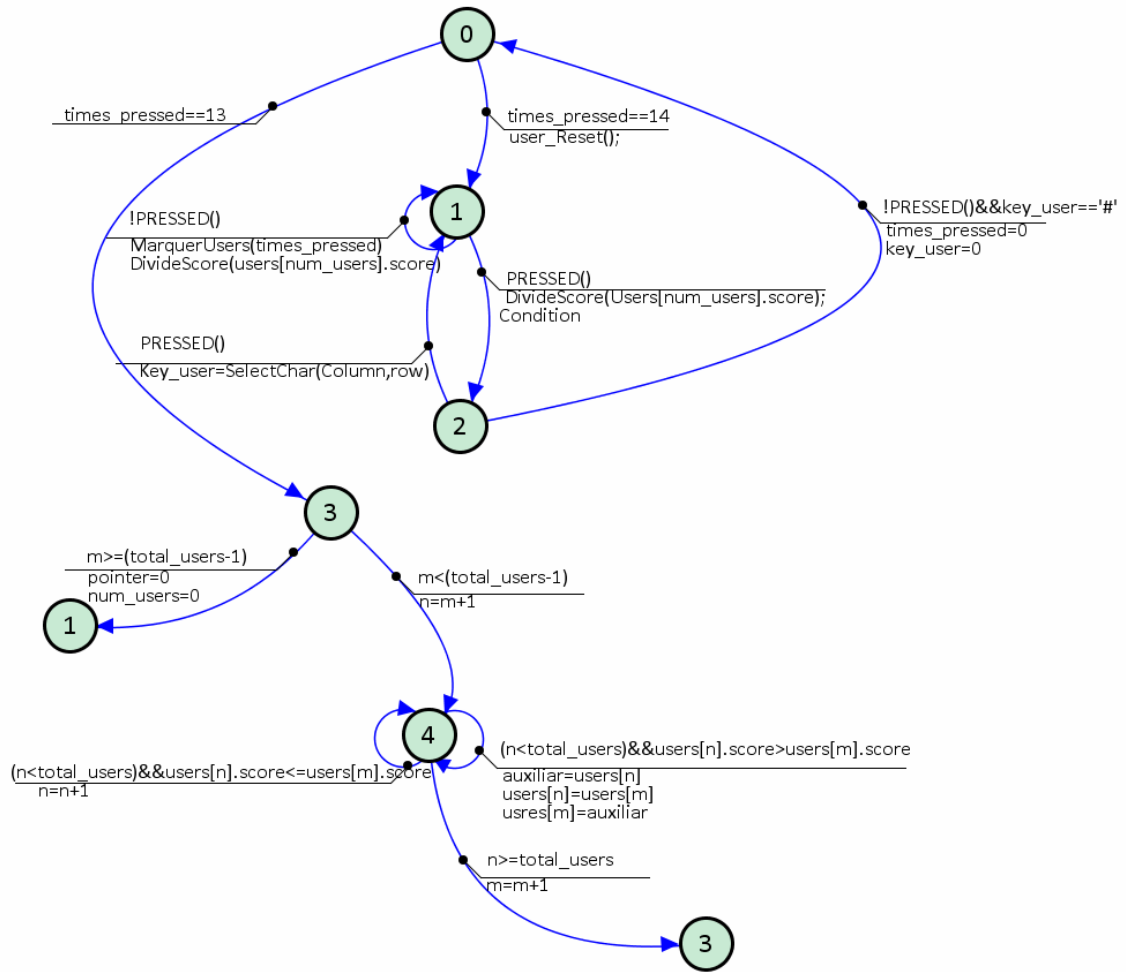 0
times_pressed==13
times_pressed==14
user_Reset();
1
!PRESSED()
MarquerUsers(times_pressed)
DivideScore(users[num_users].score)
!PRESSED()&&key_user=='#'
times_pressed=0
key_user=0
PRESSED()
DivideScore(Users[num_users].score);
Condition
PRESSED()
Key_user=SelectChar(Column,row)
2
3
m>=(total_users-1)
pointer=0
num_users=0
m<(total_users-1)
n=m+1
1
4
(n<total_users)&&users[n].score>users[m].score
auxiliar=users[n]
users[n]=users[m]
usres[m]=auxiliar
(n<total_users)&&users[n].score<=users[m].score
n=n+1
n>=total_users
m=m+1
3